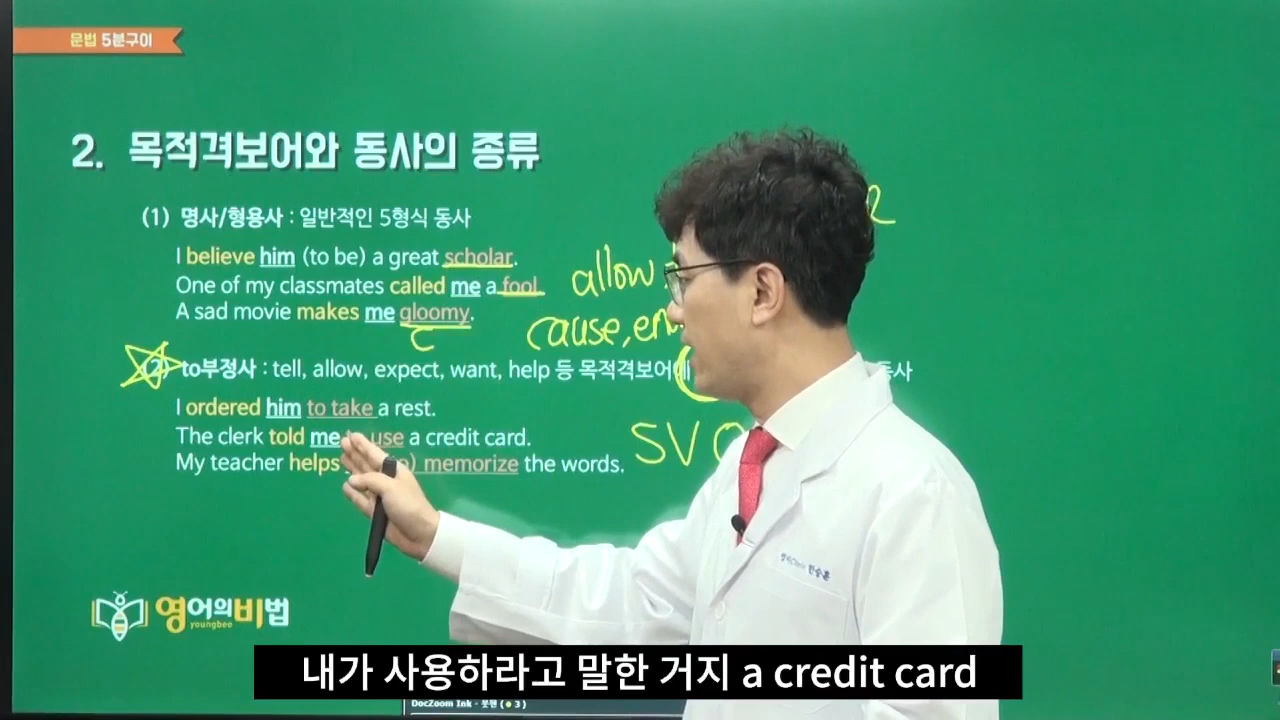 문법 5분구이
2. 목적격보어와 동사의 종류
(1) 명사/형용사 : 일반적인 5형식 동사
I believe him (to be) a great scholar.
One of my classmates called me a fool.
A sad movie makes me gloomy.
C
allow
cause, en
(2) to부정사 : tell, allow, expect, want, help 등 목적격보어에 동사
I ordered him to take a rest.
The clerk told me to use a credit card.
My teacher helps memorize the words.
SVO
영어의비법
youngbee
한승훈
내가 사용하라고 말한 거지 a credit card
DocZoom Ink - 붓펜 ( 3 )